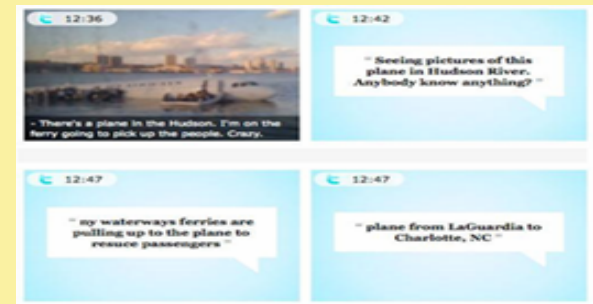 12:36
- There's a plane in the Hudson. I'm on the
ferry going to pick up the people. Crazy.
12:42
" Seeing pictures of this
plane in Hudson River.
Anybody know anything? "
12:47
" ny waterways ferries are
pulling up to the plane to
resuce passengers "
12:47
" plane from LaGuardia to
Charlotte, NC "